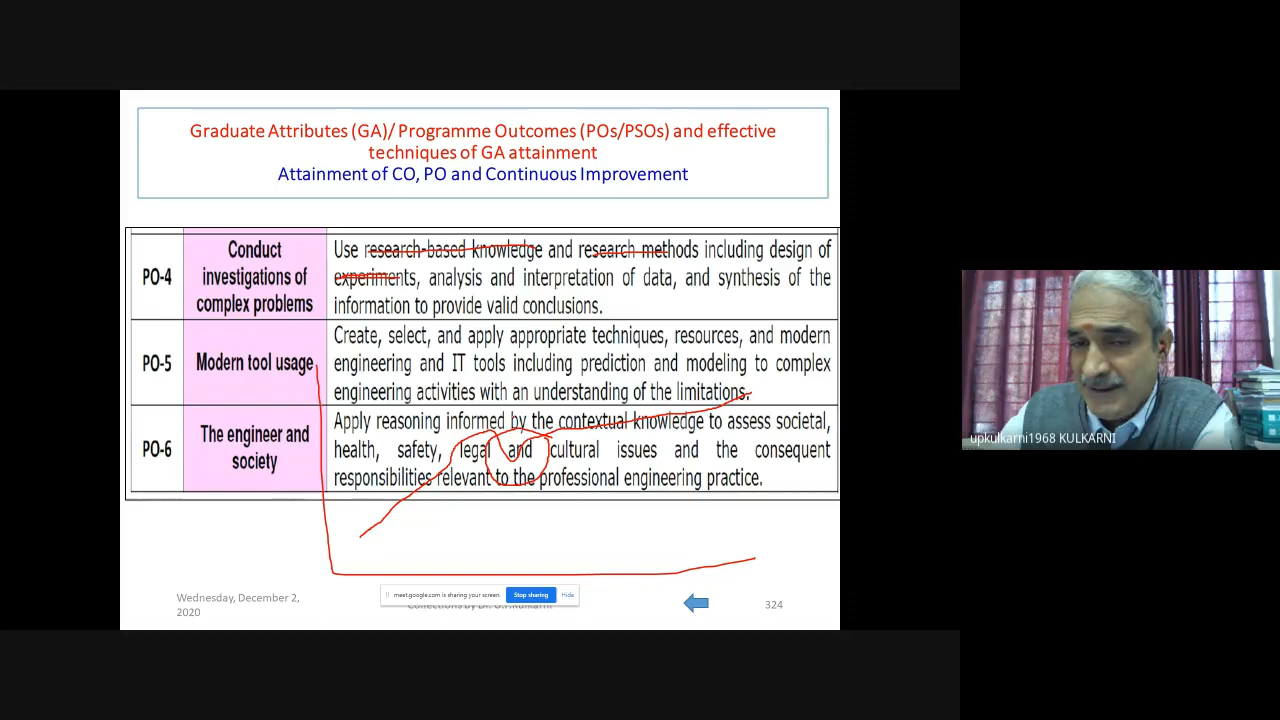 Graduate Attributes (GA)/ Programme Outcomes (POs/PSOs) and effective
techniques of GA attainment
Attainment of CO, PO and Continuous Improvement
PO-4
Conduct
investigations of
complex problems
Use research-based knowledge and research methods including design of
experiments, analysis and interpretation of data, and synthesis of the
information to provide valid conclusions.
PO-5
Modern tool usage
Create, select, and apply appropriate techniques, resources, and modern
engineering and IT tools including prediction and modeling to complex
engineering activities with an understanding of the limitations.
PO-6
The engineer and
society
Apply reasoning informed by the contextual knowledge to assess societal,
health, safety, legal and cultural issues and the consequent
responsibilities relevant to the professional engineering practice.
upkulkarni1968 KULKARNI
Wednesday, December 2,
2020
meet.google.com is sharing your screen.
Stop sharing
Hide
Collections by Dr. U.P.Kulkarni
324